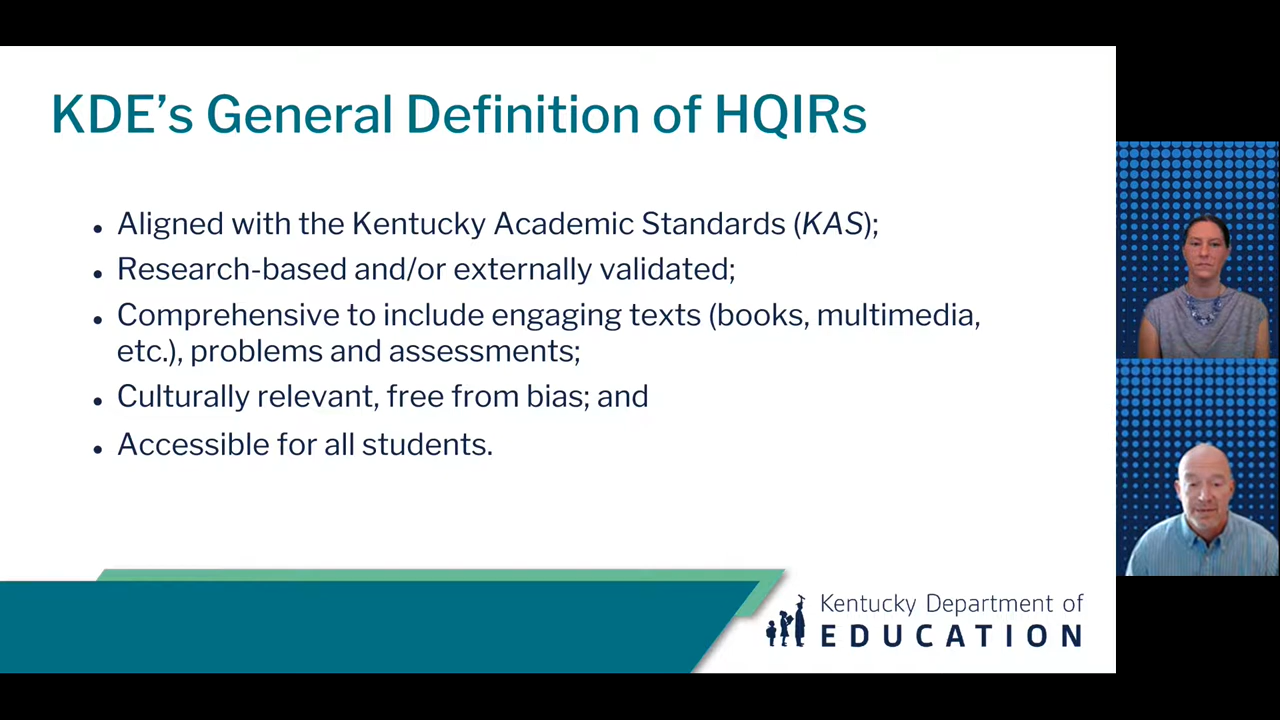 KDE’s General Definition of HQIRs
• Aligned with the Kentucky Academic Standards (KAS);
• Research-based and/or externally validated;
• Comprehensive to include engaging texts (books, multimedia,
etc.), problems and assessments;
• Culturally relevant, free from bias; and
• Accessible for all students.
Kentucky Department of
EDUCATION